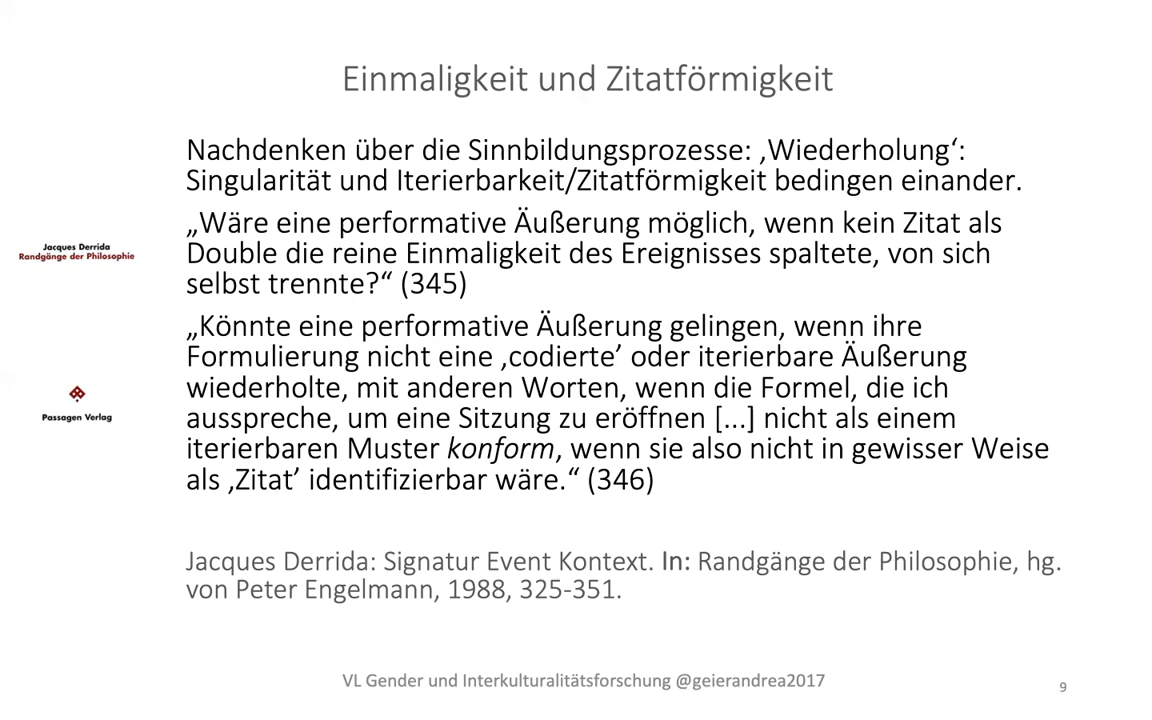 Einmaligkeit und Zitatförmigkeit
Nachdenken über die Sinnbildungsprozesse: ‚Wiederholung‘:
Singularität und Iterierbarkeit/Zitatförmigkeit bedingen einander.
„Wäre eine performative Äußerung möglich, wenn kein Zitat als
Double die reine Einmaligkeit des Ereignisses spaltete, von sich
selbst trennte?“ (345)
„Könnte eine performative Äußerung gelingen, wenn ihre
Formulierung nicht eine ‚codierte’ oder iterierbare Äußerung
wiederholte, mit anderen Worten, wenn die Formel, die ich
ausspreche, um eine Sitzung zu eröffnen [...] nicht als einem
iterierbaren Muster konform, wenn sie also nicht in gewisser Weise
als ‚Zitat’ identifizierbar wäre.“ (346)
Jacques Derrida: Signatur Event Kontext. In: Randgänge der Philosophie, hg.
von Peter Engelmann, 1988, 325-351.
Jacques Derrida
Randgänge der Philosophie
Passagen Verlag
VL Gender und Interkulturalitätsforschung @geierandrea2017
9